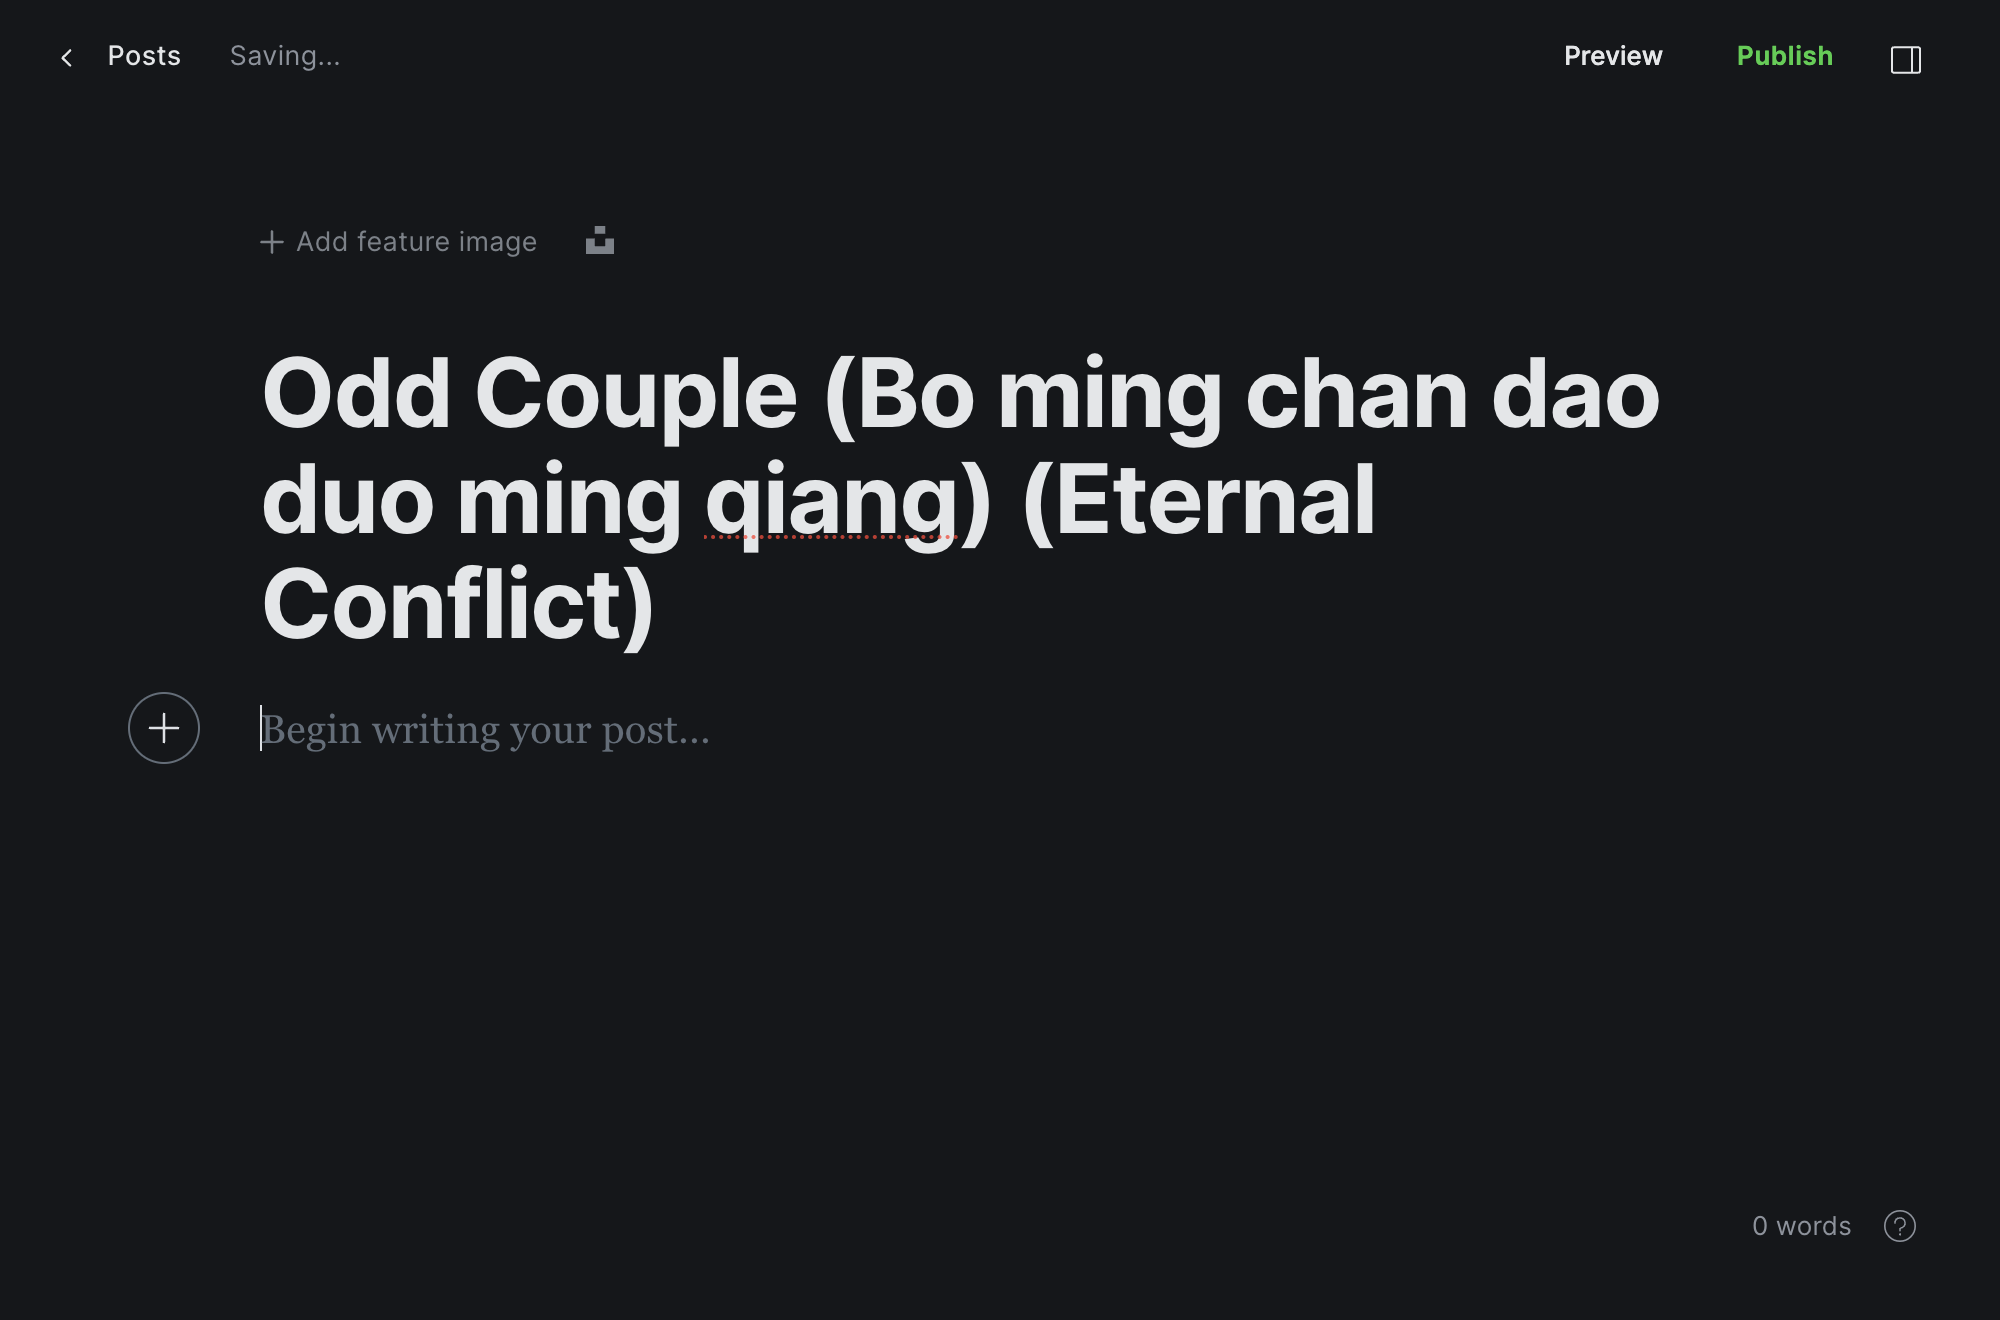 Posts Saving... Preview Publish
Add feature image
Odd Couple (Bo ming chan dao
duo ming qiang) (Eternal
Conflict)
Begin writing your post...
0 words ?